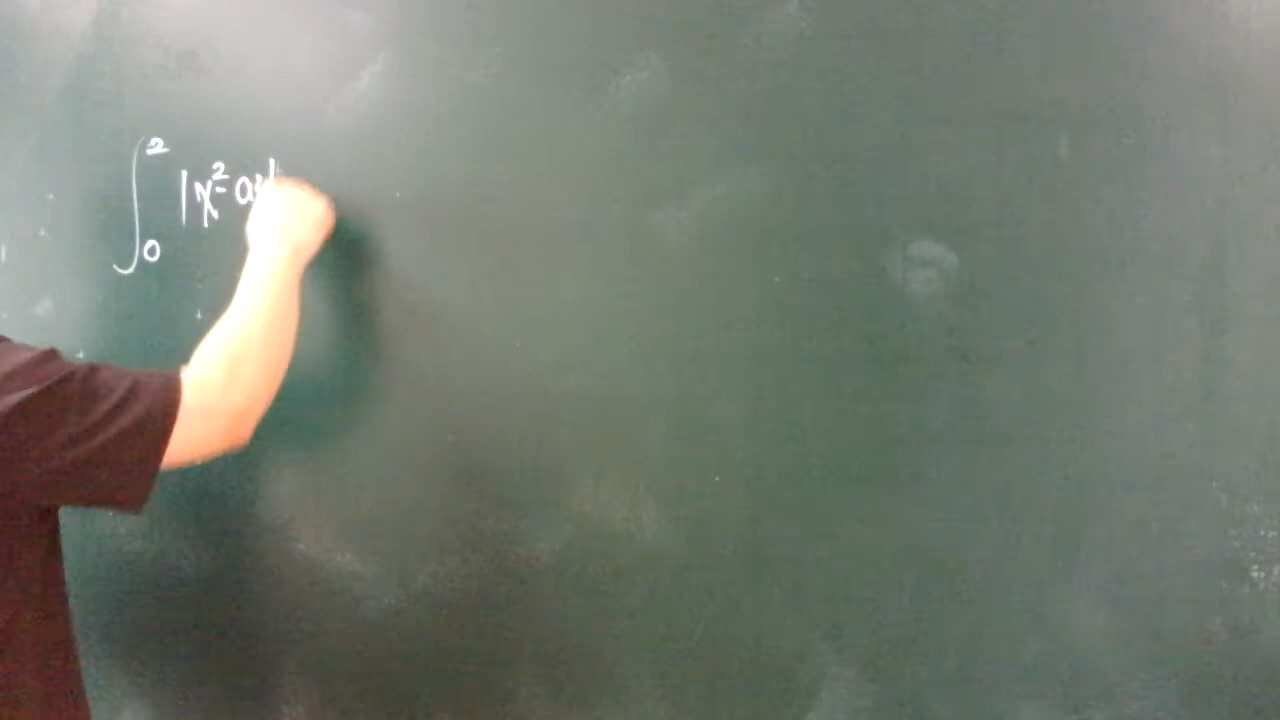 ∫₀² |x² - a